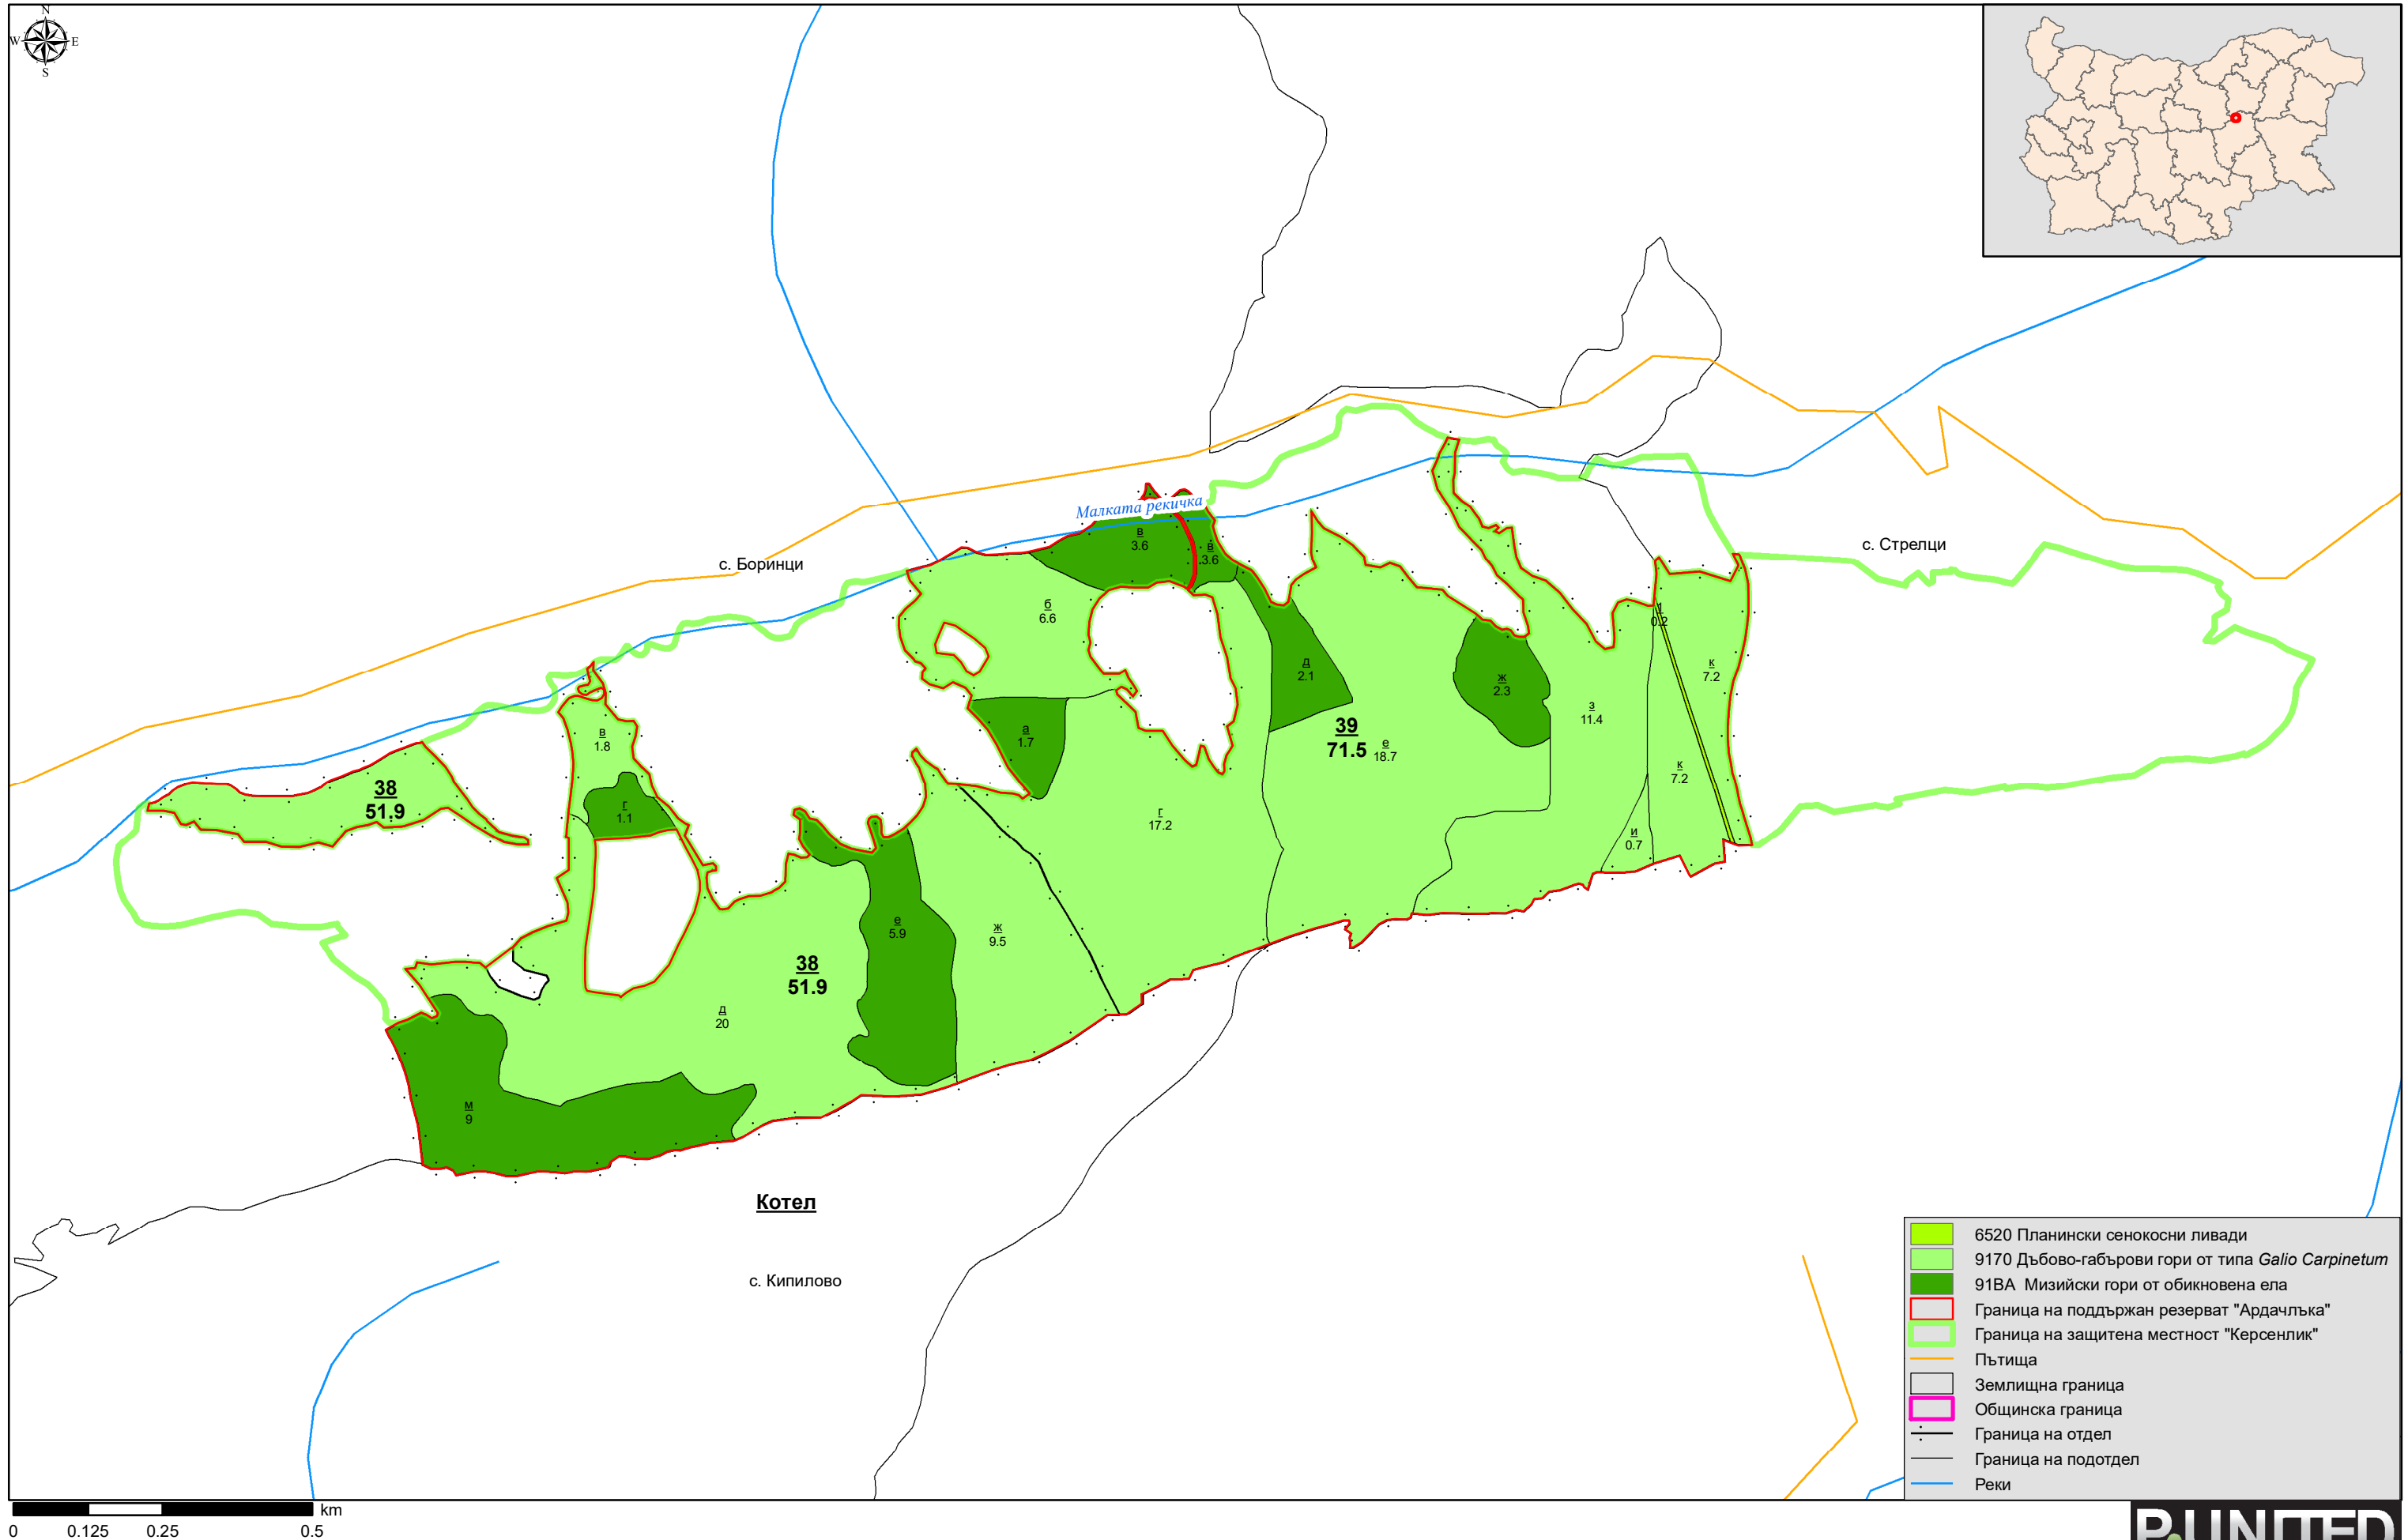 N
W E
S
Малката рекичка
с. Боринци
с. Стрелци
в
3.6
в
3.6
б
6.6
1
0.2
к
7.2
д
2.1
ж
2.3
з
11.4
а
1.7
39
71.5
е
18.7
в
1.8
к
7.2
38
51.9
г
1.1
г
17.2
и
0.7
е
5.9
ж
9.5
38
51.9
д
20
м
9
Котел
с. Кипилово
6520 Планински сенокосни ливади
9170 Дъбово-габърови гори от типа Galio Carpinetum
91BA Мизийски гори от обикновена ела
Граница на поддържан резерват "Ардачлъка"
Граница на защитена местност "Керсенлик"
Пътища
Землищна граница
Общинска граница
Граница на отдел
Граница на подотдел
Реки
km
0 0.125 0.25 0.5
P.UNITED